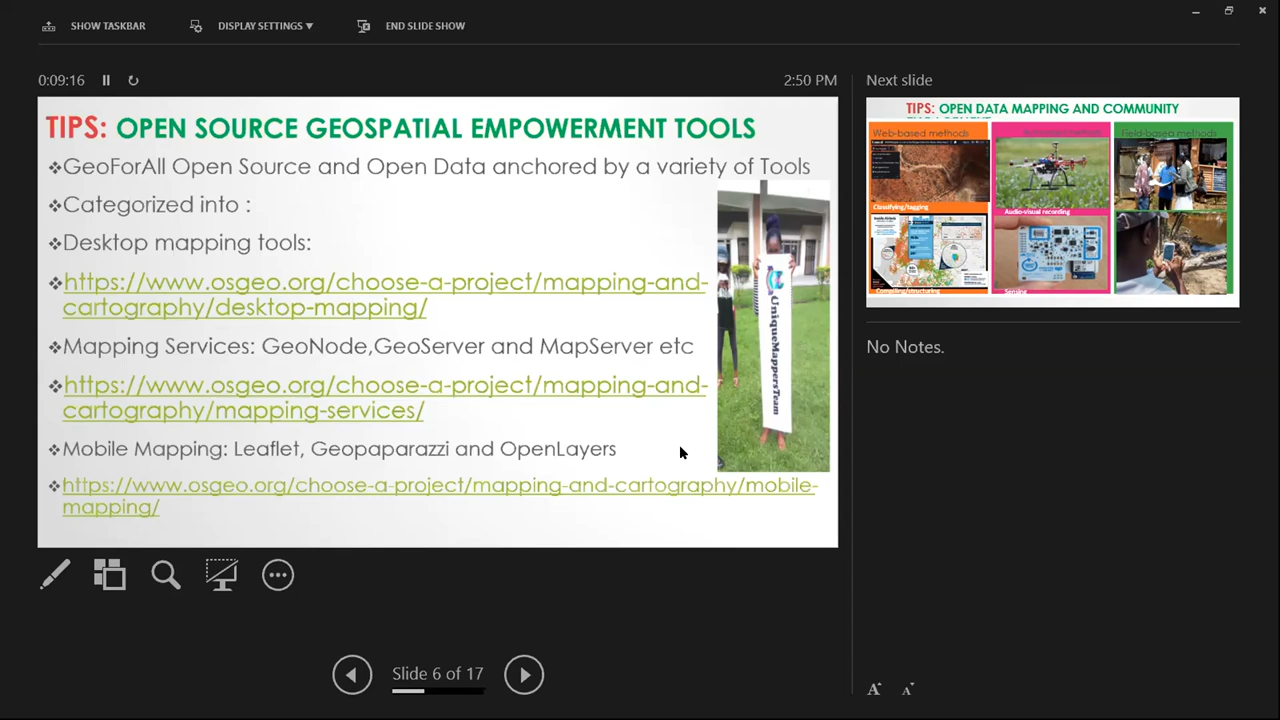 SHOW TASKBAR
DISPLAY SETTINGS ▼
END SLIDE SHOW
0:09:16
2:50 PM
TIPS: OPEN SOURCE GEOSPATIAL EMPOWERMENT TOOLS
❖GeoForAll Open Source and Open Data anchored by a variety of Tools
❖Categorized into :
❖Desktop mapping tools:
❖https://www.osgeo.org/choose-a-project/mapping-and-
cartography/desktop-mapping/
❖Mapping Services: GeoNode,GeoServer and MapServer etc
❖https://www.osgeo.org/choose-a-project/mapping-and-
cartography/mapping-services/
❖Mobile Mapping: Leaflet, Geopaparazzi and OpenLayers
❖https://www.osgeo.org/choose-a-project/mapping-and-cartography/mobile-
mapping/
UniqueMappersTeam
Slide 6 of 17
Next slide
TIPS: OPEN DATA MAPPING AND COMMUNITY
Web-based methods
Field-based methods
Classifying/tagging
Audio-visual recording
Sensing
No Notes.
A
A